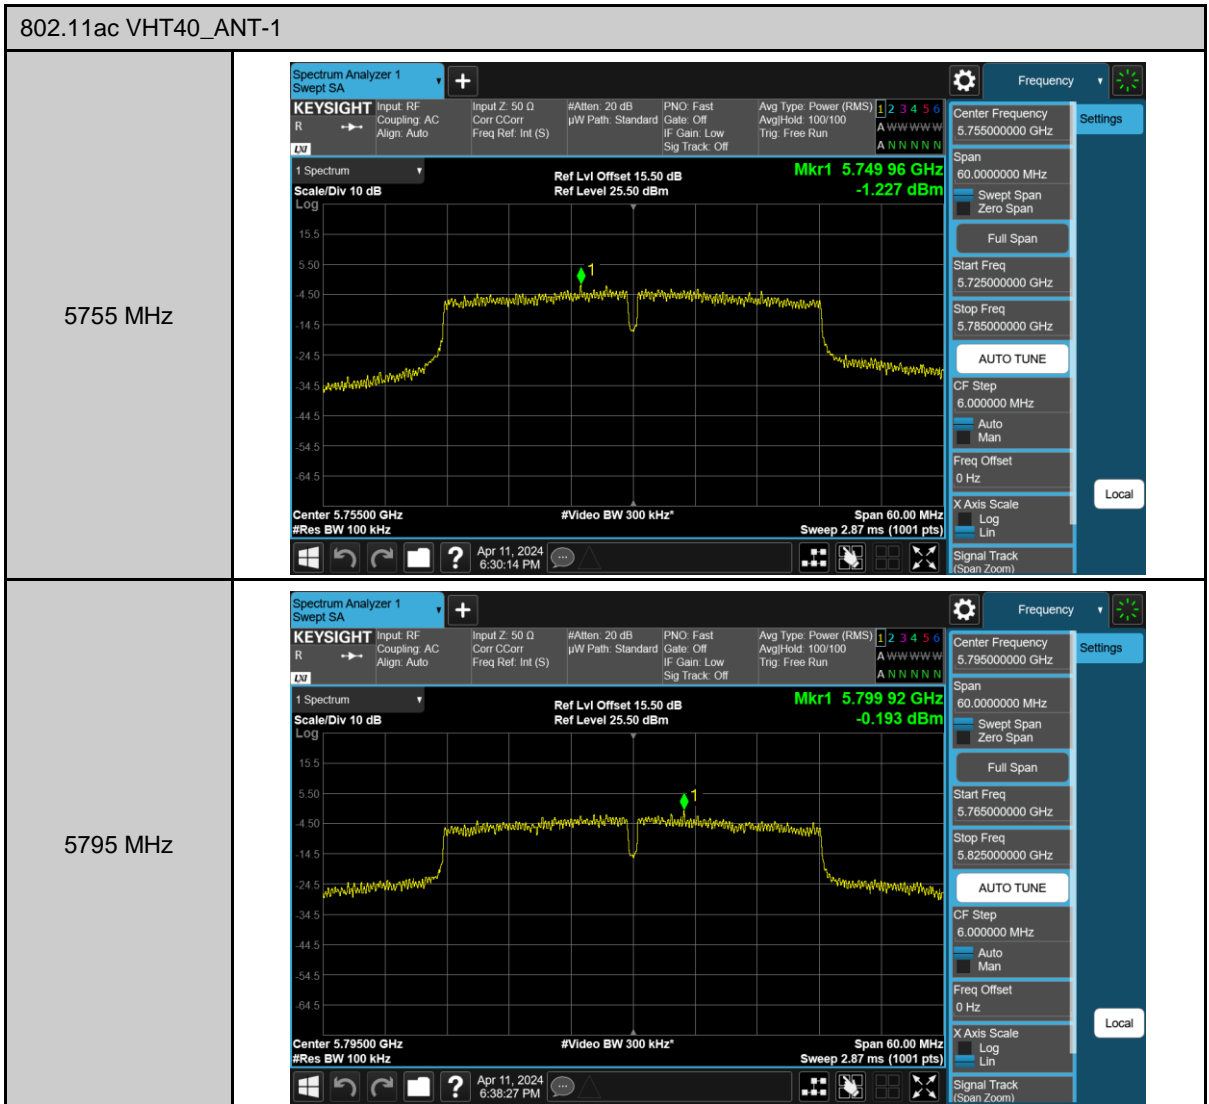 802.11ac VHT40_ANT-1
5755 MHz
Spectrum Analyzer 1
Swept SA
Frequency
KEYSIGHT
R
LXI
Input: RF
Coupling: AC
Align: Auto
Input Z: 50 Ω
Corr CCorr
Freq Ref: Int (S)
#Atten: 20 dB
µW Path: Standard
PNO: Fast
Gate: Off
IF Gain: Low
Sig Track: Off
Avg Type: Power (RMS)
Avg|Hold: 100/100
Trig: Free Run
1 2 3 4 5 6
A W W W W W
A N N N N N
1 Spectrum
Scale/Div 10 dB
Log
Ref Lvl Offset 15.50 dB
Ref Level 25.50 dBm
Mkr1 5.749 96 GHz
-1.227 dBm
15.5
5.50
-4.50
-14.5
-24.5
-34.5
-44.5
-54.5
-64.5
1
Center 5.75500 GHz
#Res BW 100 kHz
#Video BW 300 kHz*
Span 60.00 MHz
Sweep 2.87 ms (1001 pts)
Apr 11, 2024
6:30:14 PM
Center Frequency
5.755000000 GHz
Span
60.0000000 MHz
Swept Span
Zero Span
Full Span
Start Freq
5.725000000 GHz
Stop Freq
5.785000000 GHz
AUTO TUNE
CF Step
6.000000 MHz
Auto
Man
Freq Offset
0 Hz
X Axis Scale
Log
Lin
Signal Track
(Span Zoom)
Settings
Local
5795 MHz
Spectrum Analyzer 1
Swept SA
Frequency
KEYSIGHT
R
LXI
Input: RF
Coupling: AC
Align: Auto
Input Z: 50 Ω
Corr CCorr
Freq Ref: Int (S)
#Atten: 20 dB
µW Path: Standard
PNO: Fast
Gate: Off
IF Gain: Low
Sig Track: Off
Avg Type: Power (RMS)
Avg|Hold: 100/100
Trig: Free Run
1 2 3 4 5 6
A W W W W W
A N N N N N
1 Spectrum
Scale/Div 10 dB
Log
Ref Lvl Offset 15.50 dB
Ref Level 25.50 dBm
Mkr1 5.799 92 GHz
-0.193 dBm
15.5
5.50
-4.50
-14.5
-24.5
-34.5
-44.5
-54.5
-64.5
1
Center 5.79500 GHz
#Res BW 100 kHz
#Video BW 300 kHz*
Span 60.00 MHz
Sweep 2.87 ms (1001 pts)
Apr 11, 2024
6:38:27 PM
Center Frequency
5.795000000 GHz
Span
60.0000000 MHz
Swept Span
Zero Span
Full Span
Start Freq
5.765000000 GHz
Stop Freq
5.825000000 GHz
AUTO TUNE
CF Step
6.000000 MHz
Auto
Man
Freq Offset
0 Hz
X Axis Scale
Log
Lin
Signal Track
(Span Zoom)
Settings
Local